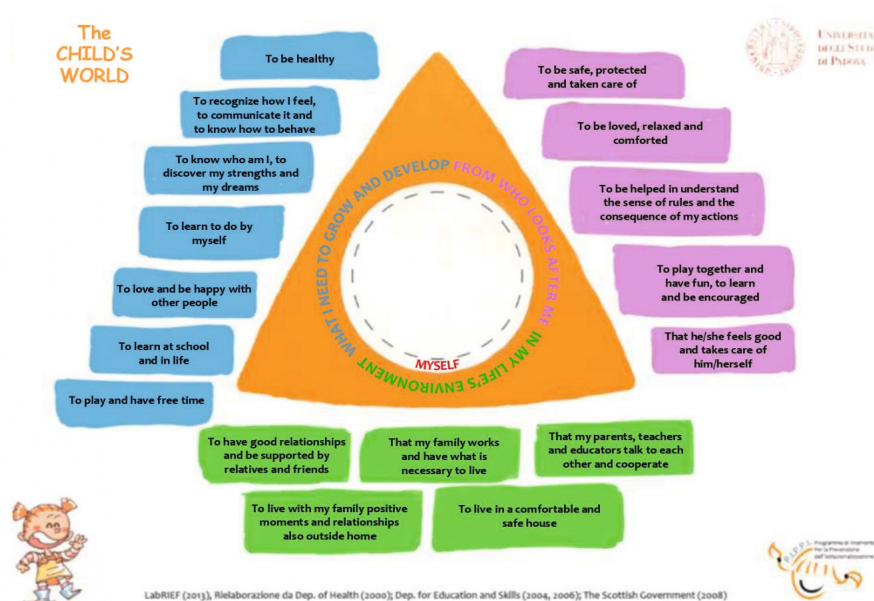 The
CHILD'S
WORLD
UNIVERSITÀ
DEGLI STUDI
DI PADOVA
To be healthy
To recognize how I feel,
to communicate it and
to know how to behave
To know who am I, to
discover my strengths and
my dreams
To learn to do by
myself
To love and be happy with
other people
To learn at school
and in life
To play and have free time
WHAT I NEED TO GROW AND DEVELOP
FROM WHO LOOKS AFTER ME
IN MY LIFE'S ENVIRONMENT
MYSELF
To be safe, protected
and taken care of
To be loved, relaxed and
comforted
To be helped in understand
the sense of rules and the
consequence of my actions
To play together and
have fun, to learn
and be encouraged
That he/she feels good
and takes care of
him/herself
To have good relationships
and be supported by
relatives and friends
That my family works
and have what is
necessary to live
That my parents, teachers
and educators talk to each
other and cooperate
To live with my family positive
moments and relationships
also outside home
To live in a comfortable and
safe house
P.I.P.P.I.
Programma di Intervento
Per la Prevenzione
dell'Istituzionalizzazione
LabRIEF (2013), Rielaborazione da Dep. of Health (2000); Dep. for Education and Skills (2004, 2006); The Scottish Government (2008)